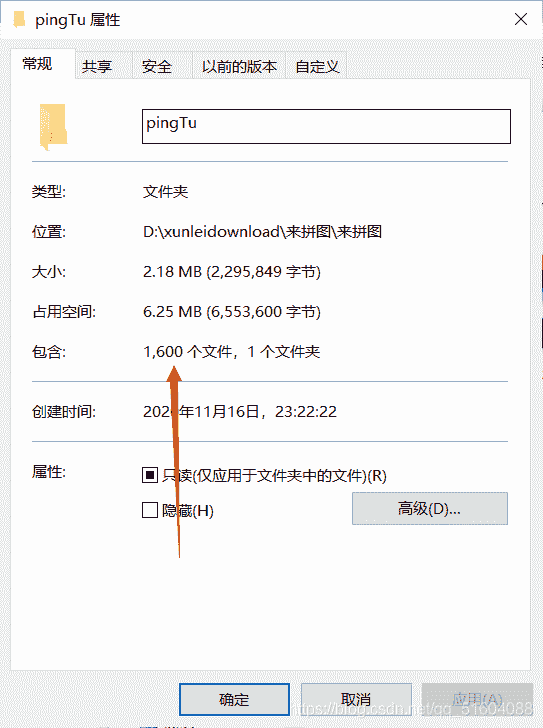 pingTu 属性
常规 共享 安全 以前的版本 自定义
pingTu
类型: 文件夹
位置: D:\xunleidownload\来拼图\来拼图
大小: 2.18 MB (2,295,849 字节)
占用空间: 6.25 MB (6,553,600 字节)
包含: 1,600 个文件，1 个文件夹
创建时间: 2020年11月16日，23:22:22
属性: 只读(仅应用于文件夹中的文件)(R)
隐藏(H) 高级(D)...
确定 取消 应用(A)
https://blog.csdn.net/qq_51604088